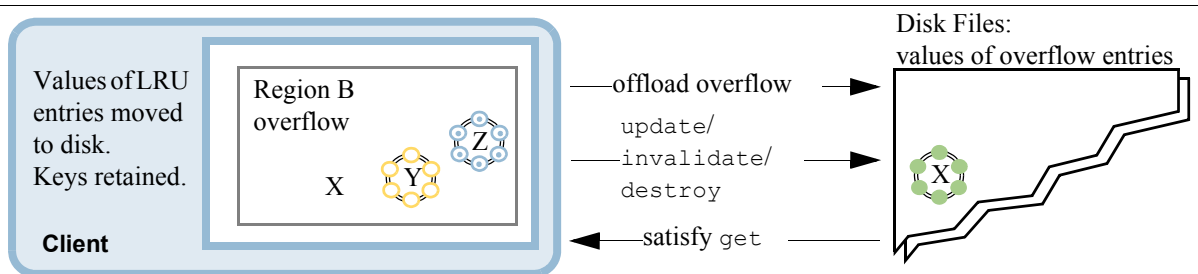 Values of LRU
entries moved
to disk.
Keys retained.
Client
Region B
overflow
X
Y
Z
offload overflow
update/
invalidate/
destroy
satisfy get
Disk Files:
values of overflow entries
X